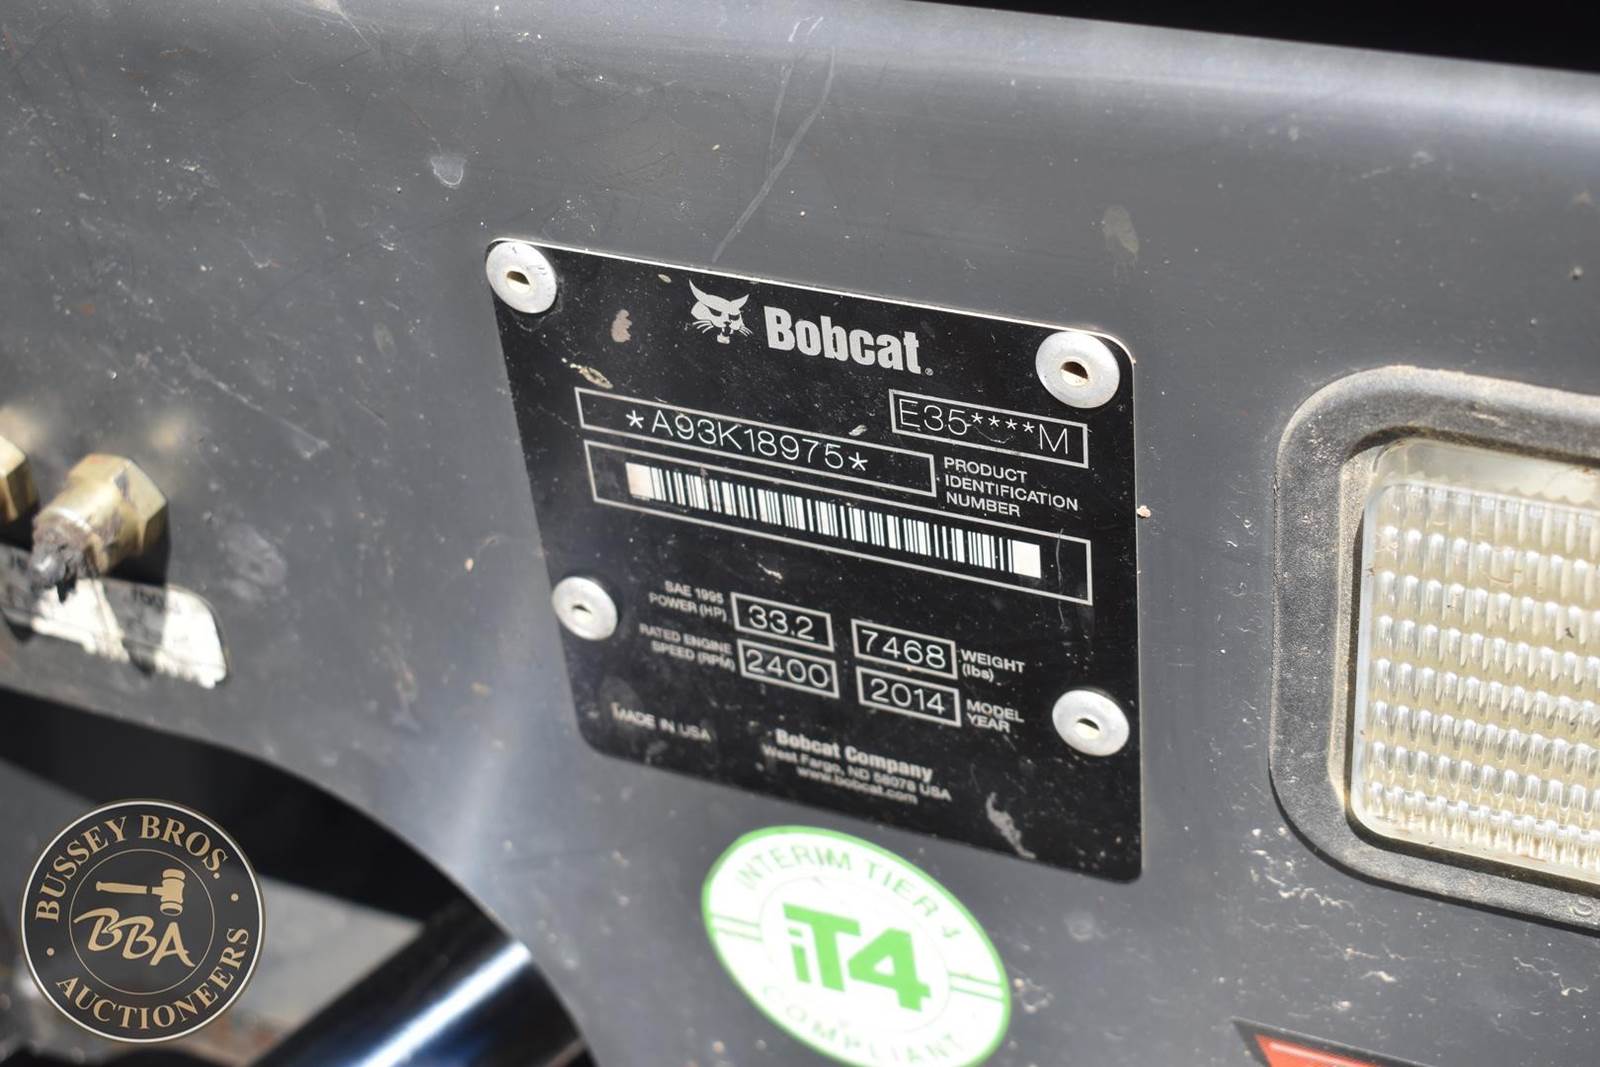 Bobcat®
E35****M
*A93K18975*
PRODUCT
IDENTIFICATION
NUMBER
SAE 1995
POWER (HP)
33.2
7468
WEIGHT
(lbs)
RATED ENGINE
SPEED (RPM)
2400
2014
MODEL
YEAR
MADE IN USA
Bobcat Company
West Fargo, ND 58078 USA
www.bobcat.com
INTERIM TIER 4
iT4
COMPLIANT
BUSSEY BROS.
BBA
AUCTIONEERS